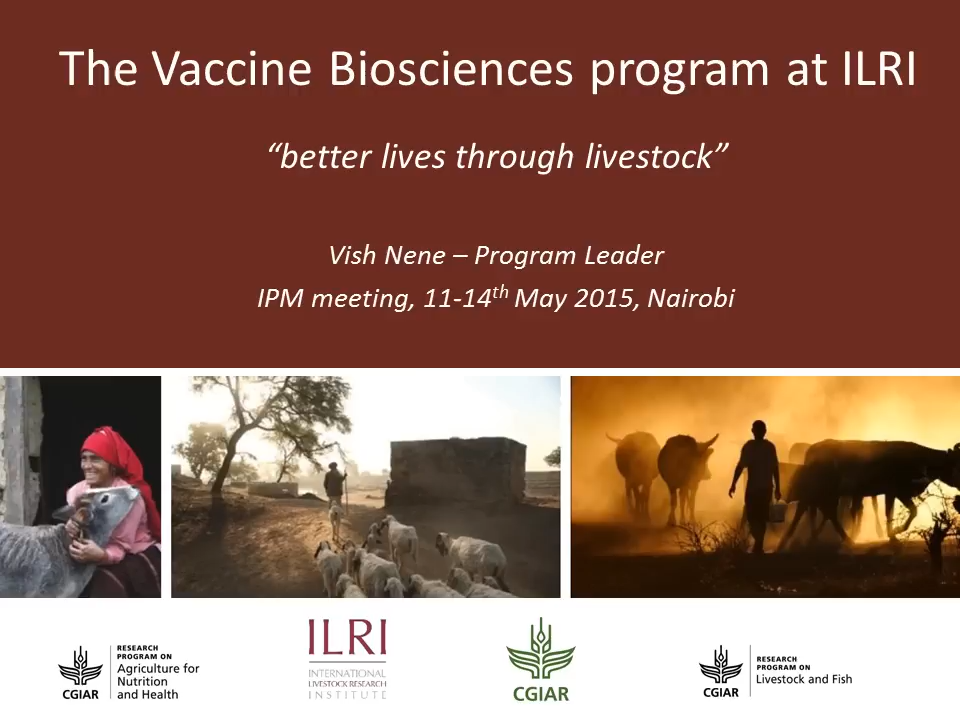 The Vaccine Biosciences program at ILRI
“better lives through livestock”
Vish Nene – Program Leader
IPM meeting, 11-14th May 2015, Nairobi
CGIAR
RESEARCH
PROGRAM ON
Agriculture for
Nutrition
and Health
ILRI
INTERNATIONAL
LIVESTOCK RESEARCH
INSTITUTE
CGIAR
CGIAR
RESEARCH
PROGRAM ON
Livestock and Fish